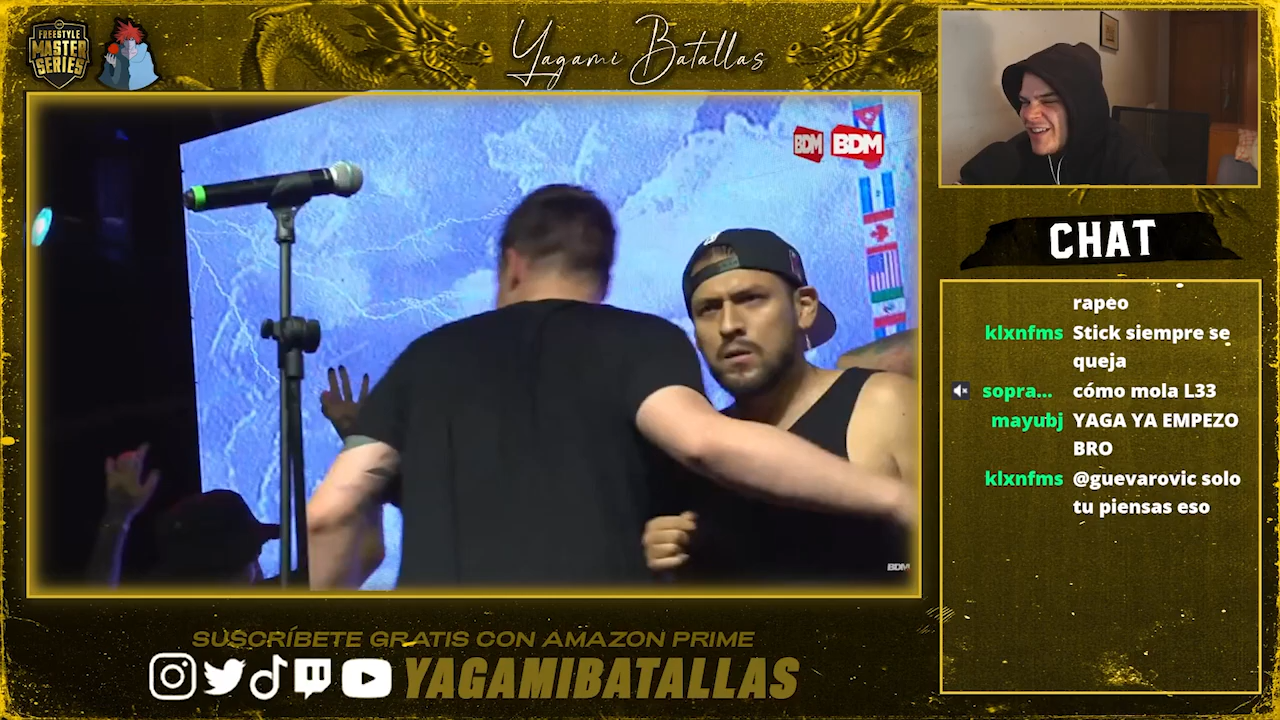 FREESTYLE
MASTER
SERIES
Yagami Batallas
BDM BDM
CHAT
rapeo
klxnfms Stick siempre se
queja
sopra... cómo mola L33
mayubj YAGA YA EMPEZO
BRO
klxnfms @guevarovic solo
tu piensas eso
BDM
SUSCRÍBETE GRATIS CON AMAZON PRIME
YAGAMIBATALLAS